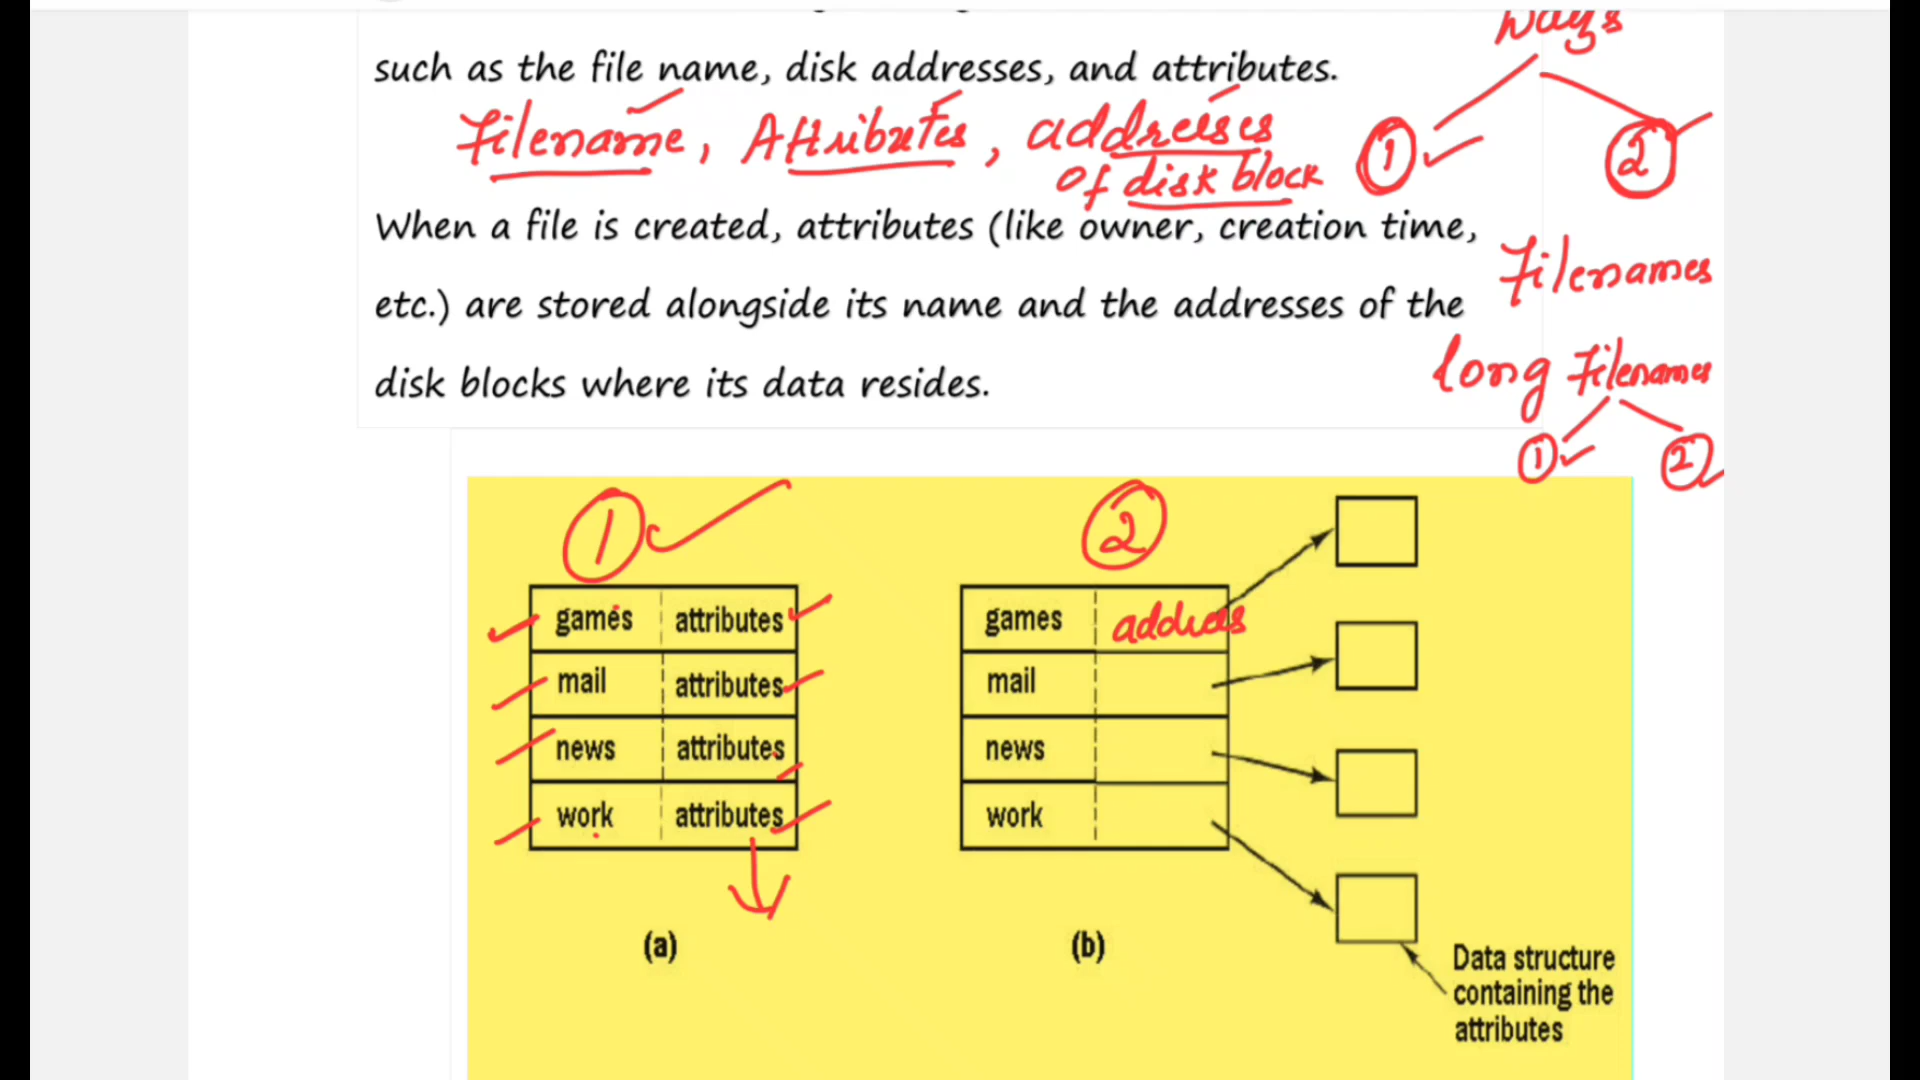 such as the file name, disk addresses, and attributes.
Ways
Filename, Attributes, addresses
of disk block
1
2
When a file is created, attributes (like owner, creation time,
etc.) are stored alongside its name and the addresses of the
disk blocks where its data resides.
Filenames
long Filenames
1
2
1
2
games attributes
mail attributes
news attributes
work attributes
(a)
games address
mail
news
work
(b)
Data structure
containing the
attributes